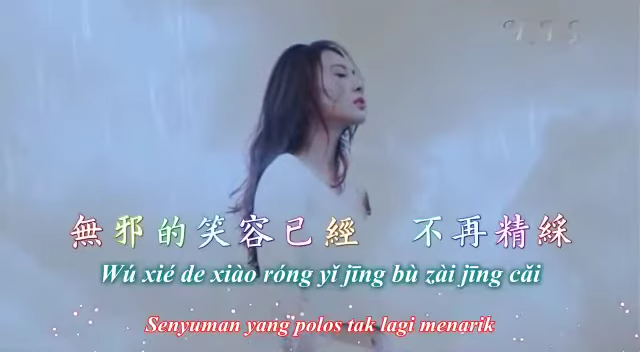 無邪的笑容已經 不再精綵
Wú xié de xiào róng yǐ jīng bù zài jīng cǎi
Senyuman yang polos tak lagi menarik